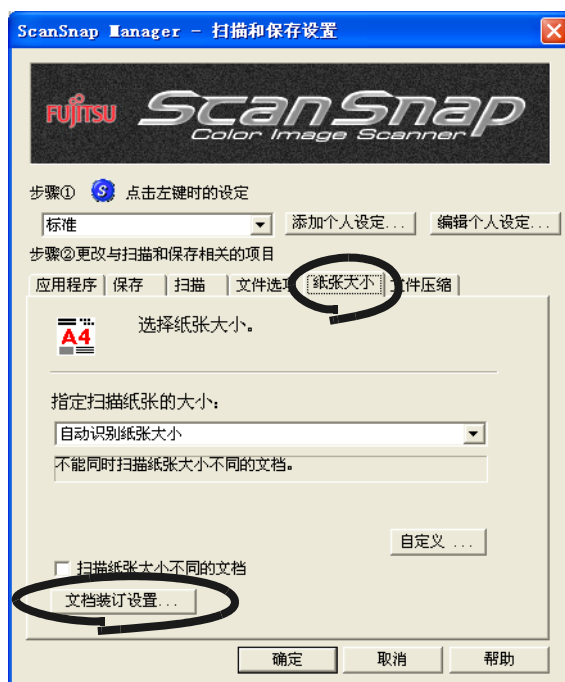 ScanSnap Manager - 扫描和保存设置
FUJITSU ScanSnap
Color Image Scanner
步骤① S 点击左键时的设定
标准 添加个人设定... 编辑个人设定...
步骤②更改与扫描和保存相关的项目
应用程序 保存 扫描 文件选 纸张大小 件压缩
A4 选择纸张大小。
指定扫描纸张的大小：
自动识别纸张大小
不能同时扫描纸张大小不同的文档。
自定义 ...
扫描纸张大小不同的文档
文档装订设置...
确定 取消 帮助